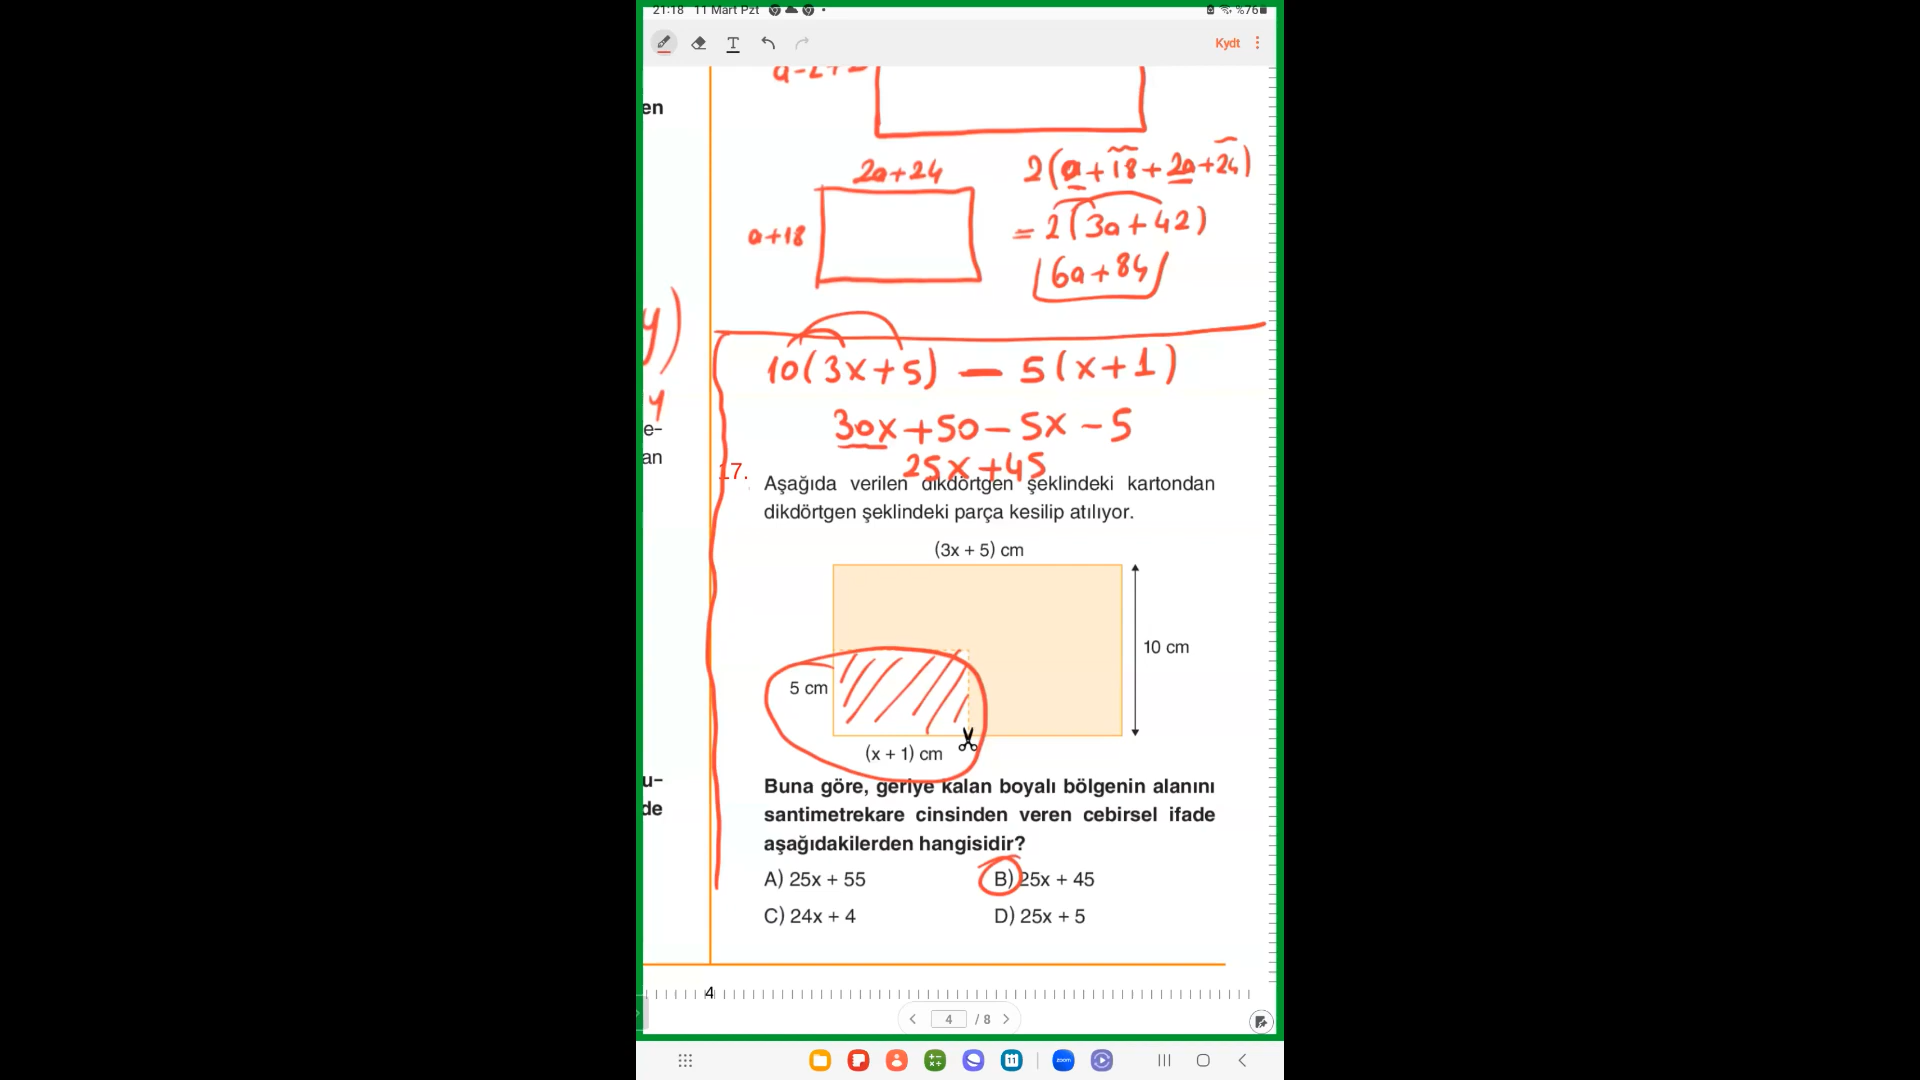 21:18 11 Mart Pzt
%76
Kydt
en
2a+24
a+18
2(a+18+2a+24)
=2(3a+42)
6a+84
y)
y
10(3x+5) - 5(x+1)
30x+50-5x-5
25x+45
e-
an
17.
Aşağıda verilen dikdörtgen şeklindeki kartondan
dikdörtgen şeklindeki parça kesilip atılıyor.
(3x + 5) cm
10 cm
5 cm
(x + 1) cm
u-
de
Buna göre, geriye kalan boyalı bölgenin alanını
santimetrekare cinsinden veren cebirsel ifade
aşağıdakilerden hangisidir?
A) 25x + 55
B) 25x + 45
C) 24x + 4
D) 25x + 5
4
4 / 8
11
zoom